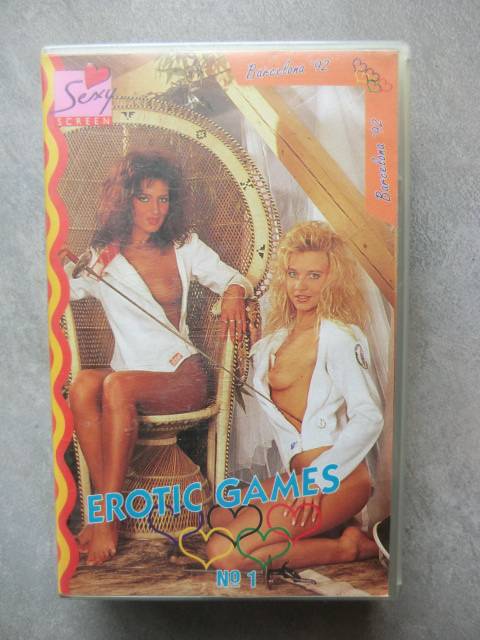 Sexy
SCREEN
Barcelona '92
Barcelona '92
EROTIC GAMES
Nº 1